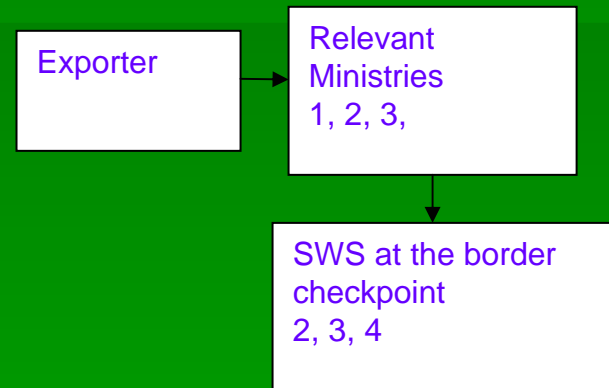 Exporter
Relevant
Ministries
1, 2, 3,
SWS at the border
checkpoint
2, 3, 4